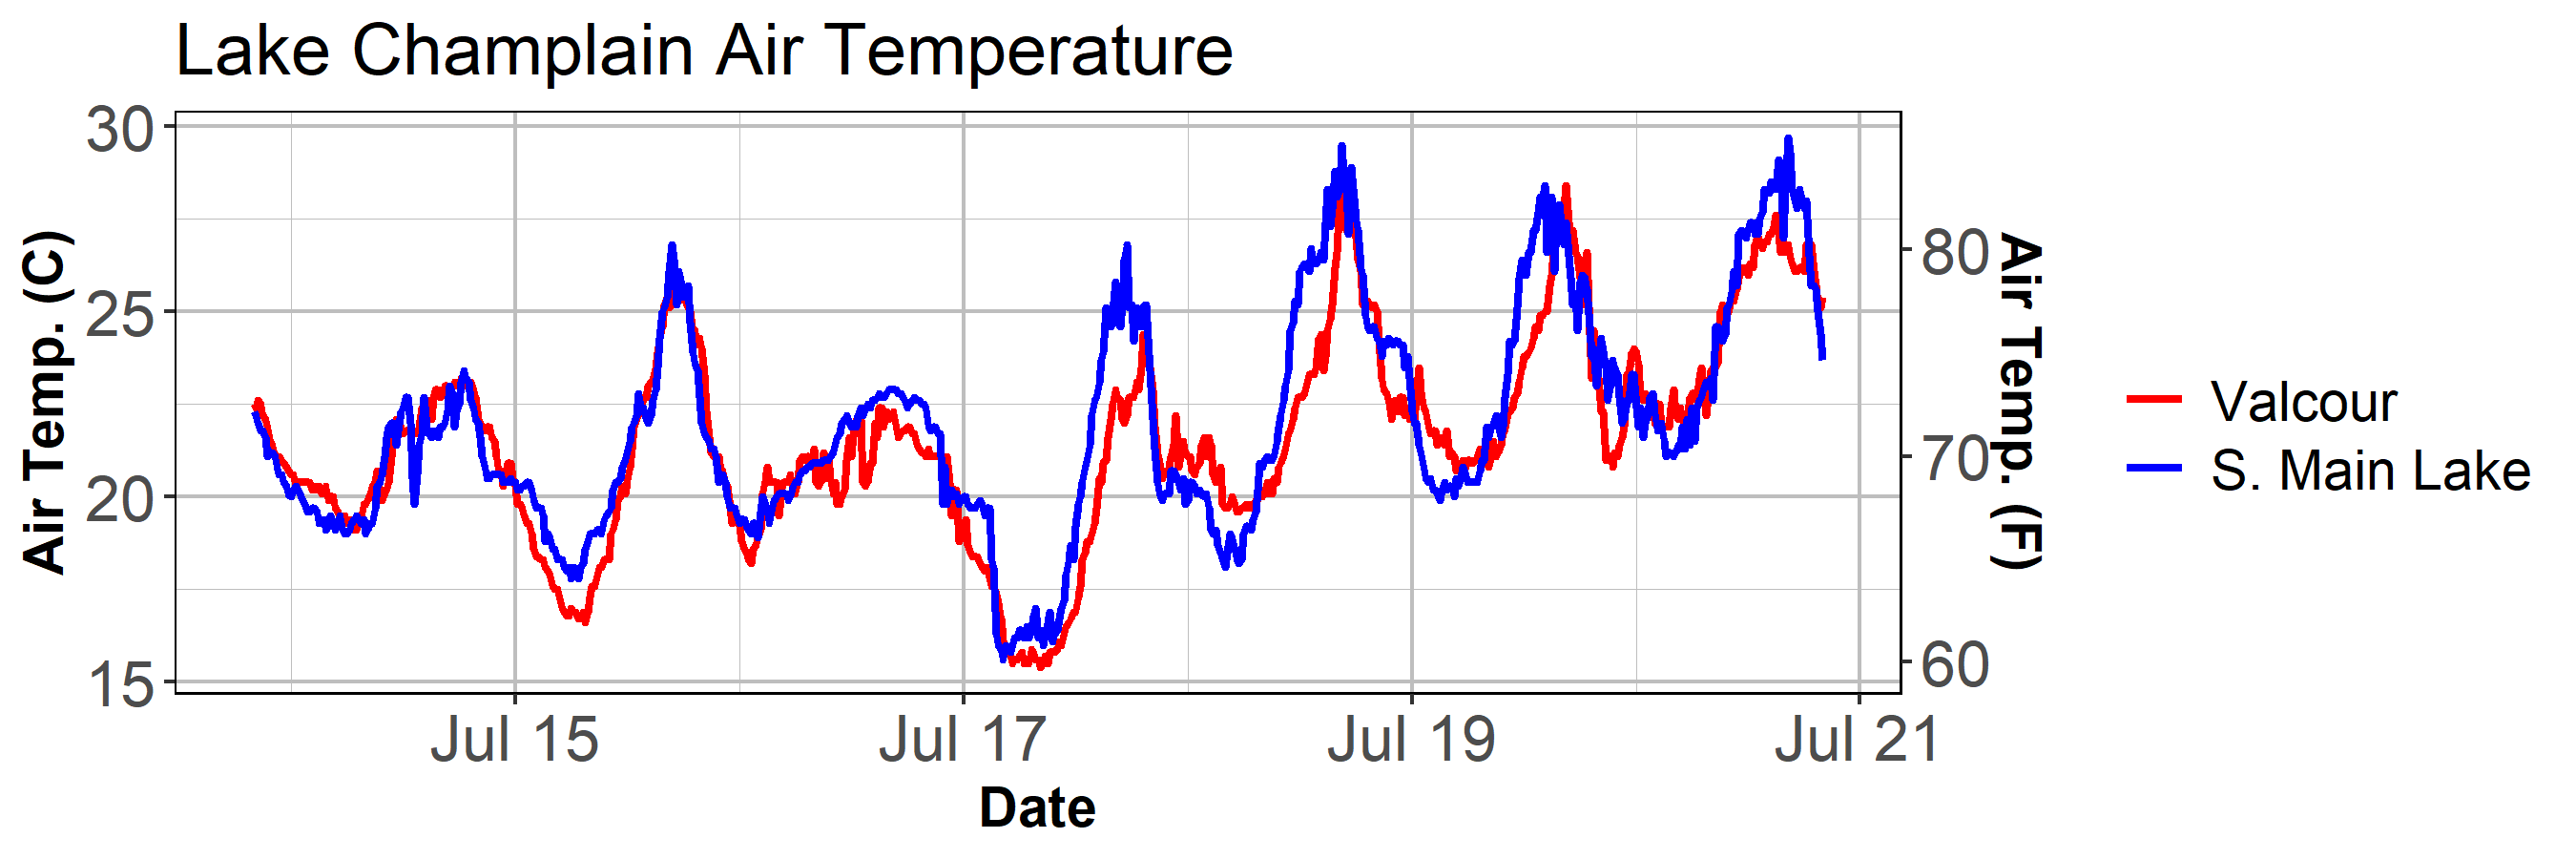 Lake Champlain Air Temperature
Air Temp. (C)
30
25
20
15
80
70
60
Air Temp. (F)
Jul 15
Jul 17
Jul 19
Jul 21
Date
Valcour
S. Main Lake